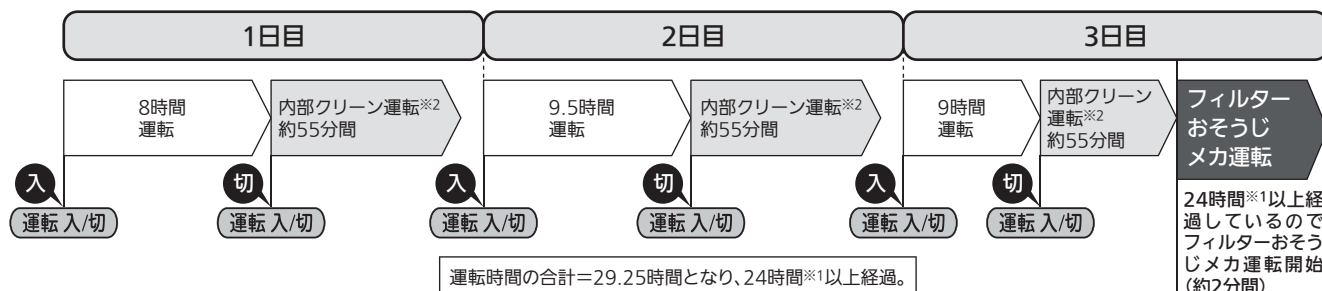 1日目
2日目
3日目
8時間
運転
内部クリーン運転※2
約55分間
9.5時間
運転
内部クリーン運転※2
約55分間
9時間
運転
内部クリーン
運転※2
約55分間
フィルター
おそうじ
メカ運転
入
切
入
切
入
切
運転 入/切
運転 入/切
運転 入/切
運転 入/切
運転 入/切
運転 入/切
24時間※1以上経
過しているので
フィルターおそう
じメカ運転開始
(約2分間)
運転時間の合計=29.25時間となり、24時間※1以上経過。